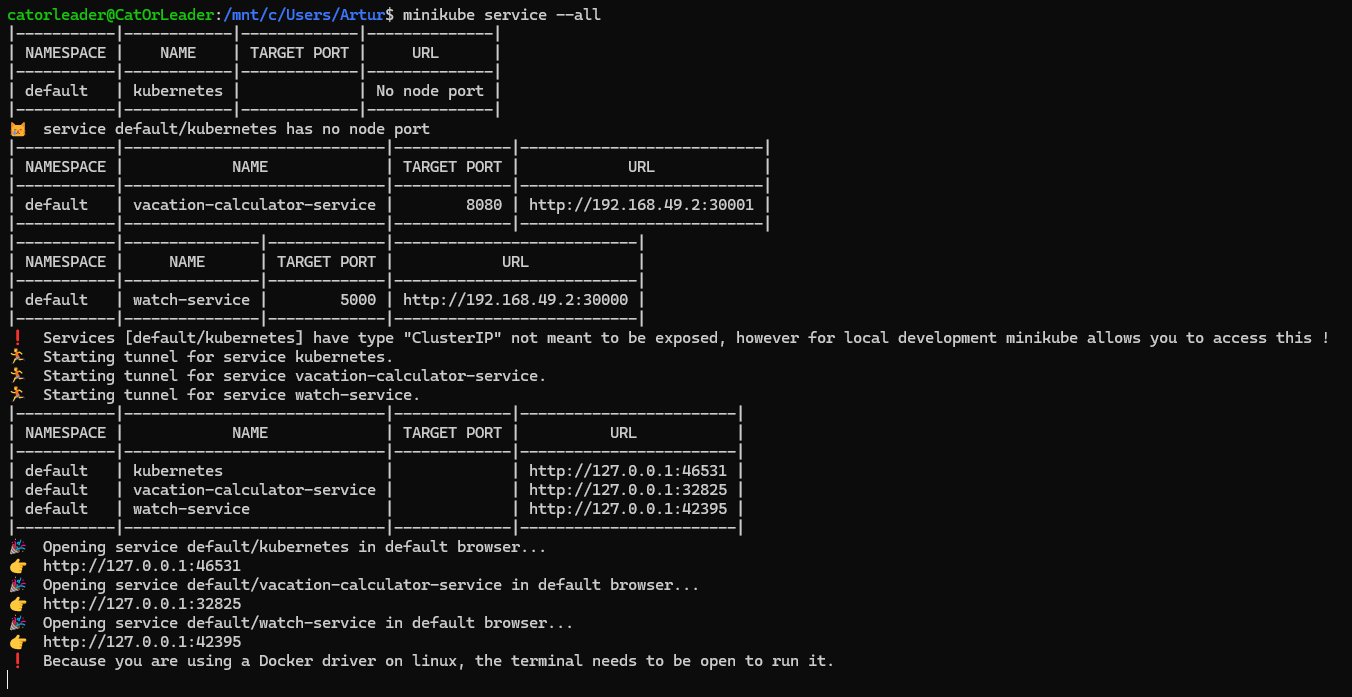 catorleader@CatOrLeader:/mnt/c/Users/Artur$ minikube service --all
|-----------|------------|-------------|--------------|
| NAMESPACE |    NAME    | TARGET PORT |     URL      |
|-----------|------------|-------------|--------------|
| default   | kubernetes |             | No node port |
|-----------|------------|-------------|--------------|
😿  service default/kubernetes has no node port
|-----------|-----------------------------|-------------|---------------------------|
| NAMESPACE |            NAME             | TARGET PORT |            URL            |
|-----------|-----------------------------|-------------|---------------------------|
| default   | vacation-calculator-service |        8080 | http://192.168.49.2:30001 |
|-----------|-----------------------------|-------------|---------------------------|
|-----------|---------------|-------------|---------------------------|
| NAMESPACE |     NAME      | TARGET PORT |            URL            |
|-----------|---------------|-------------|---------------------------|
| default   | watch-service |        5000 | http://192.168.49.2:30000 |
|-----------|---------------|-------------|---------------------------|
❗  Services [default/kubernetes] have type "ClusterIP" not meant to be exposed, however for local development minikube allows you to access this !
🏃  Starting tunnel for service kubernetes.
🏃  Starting tunnel for service vacation-calculator-service.
🏃  Starting tunnel for service watch-service.
|-----------|-----------------------------|-------------|------------------------|
| NAMESPACE |            NAME             | TARGET PORT |          URL           |
|-----------|-----------------------------|-------------|------------------------|
| default   | kubernetes                  |             | http://127.0.0.1:46531 |
| default   | vacation-calculator-service |             | http://127.0.0.1:32825 |
| default   | watch-service               |             | http://127.0.0.1:42395 |
|-----------|-----------------------------|-------------|------------------------|
🎉  Opening service default/kubernetes in default browser...
👉  http://127.0.0.1:46531
🎉  Opening service default/vacation-calculator-service in default browser...
👉  http://127.0.0.1:32825
🎉  Opening service default/watch-service in default browser...
👉  http://127.0.0.1:42395
❗  Because you are using a Docker driver on linux, the terminal needs to be open to run it.